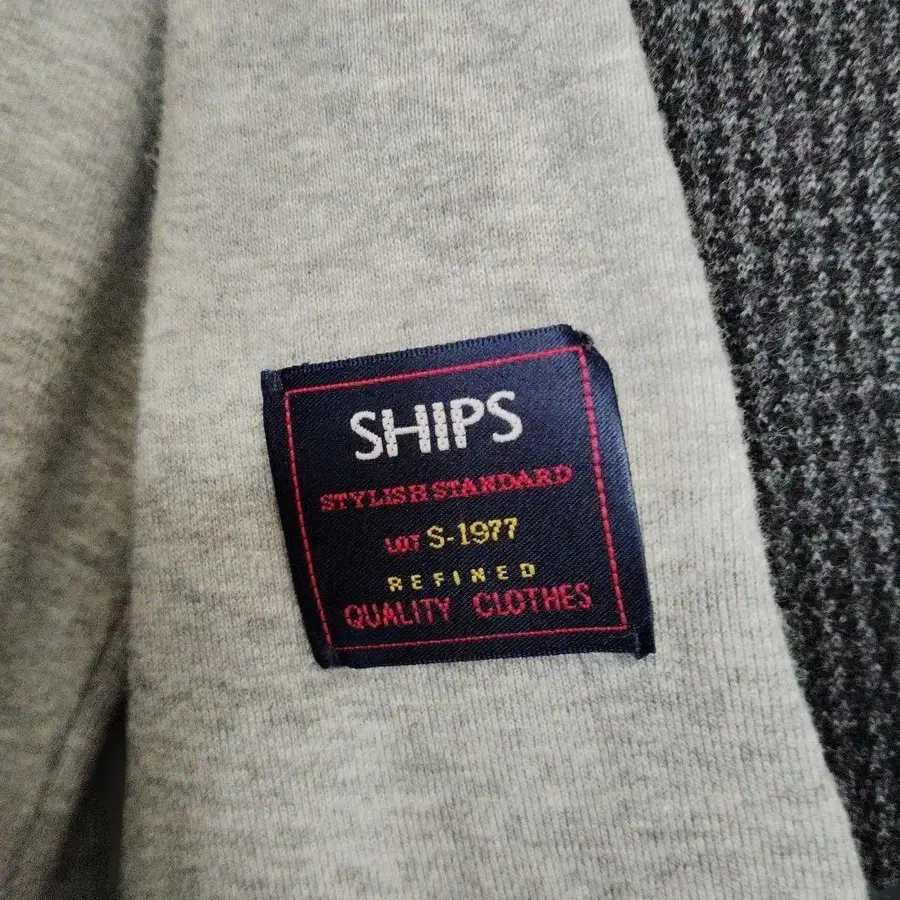 SHIPS
STYLISH STANDARD
LOT S-1977
REFINED
QUALITY CLOTHES